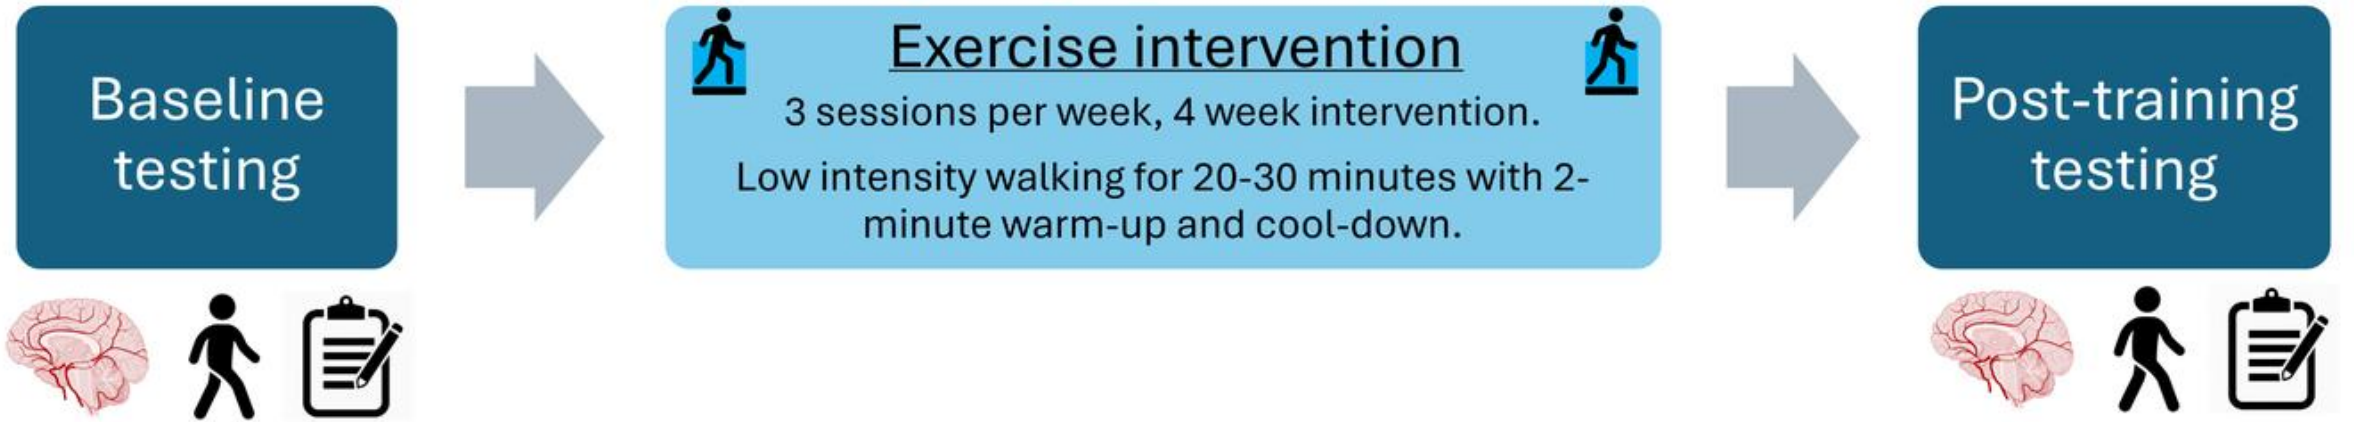 Baseline
testing
Exercise intervention
3 sessions per week, 4 week intervention.
Low intensity walking for 20-30 minutes with 2-
minute warm-up and cool-down.
Post-training
testing